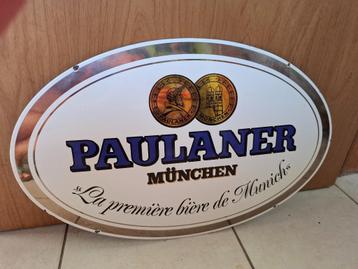 PAULANER
MÜNCHEN
„La première bière de Munich“